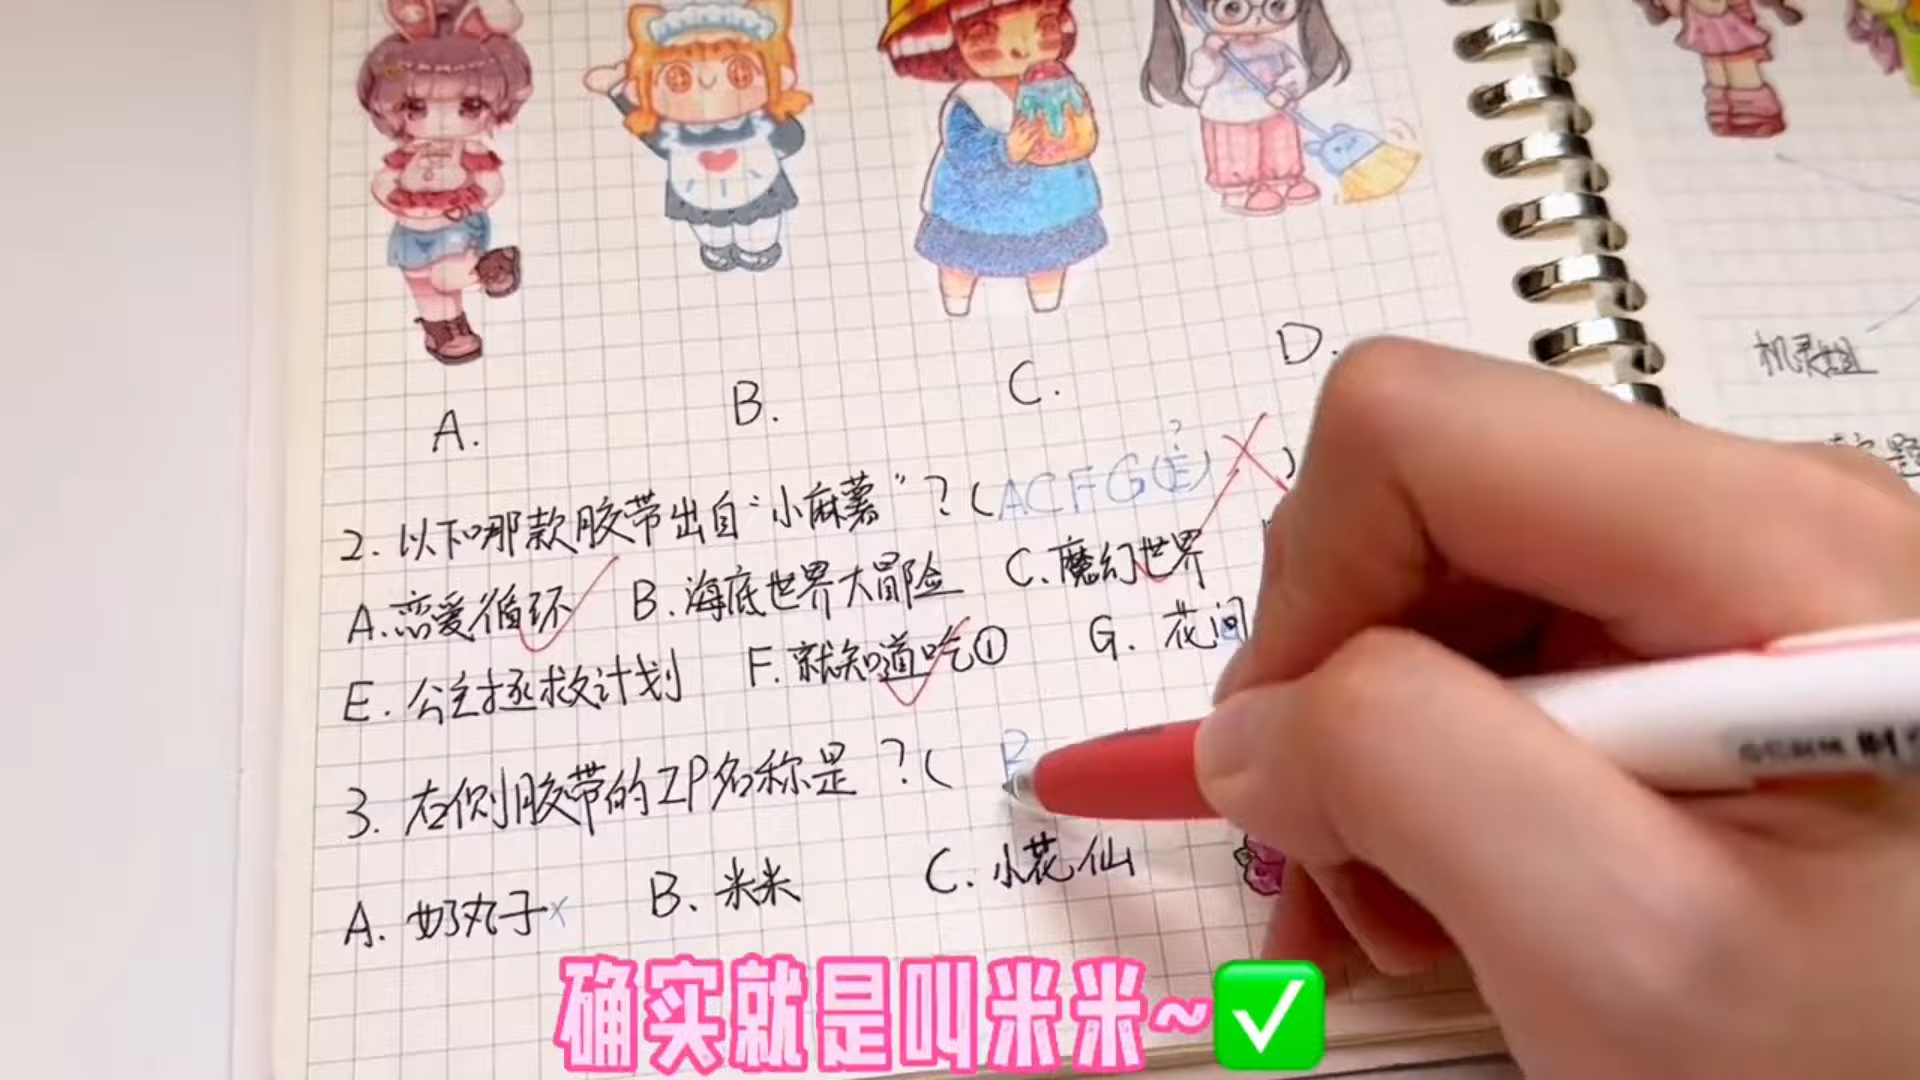 A. B. C. D.
2. 以下哪款胶带出自“小麻薯”?(ACFG(E)
?
A.恋爱循环 B.海底世界大冒险 C.魔幻世界
E.公主拯救计划 F.就知道吃① G.花间
3. 右侧胶带的IP名称是?( B
A.奶丸子x B.米米 C.小花仙
机灵姐
题
确实就是叫米米~✅